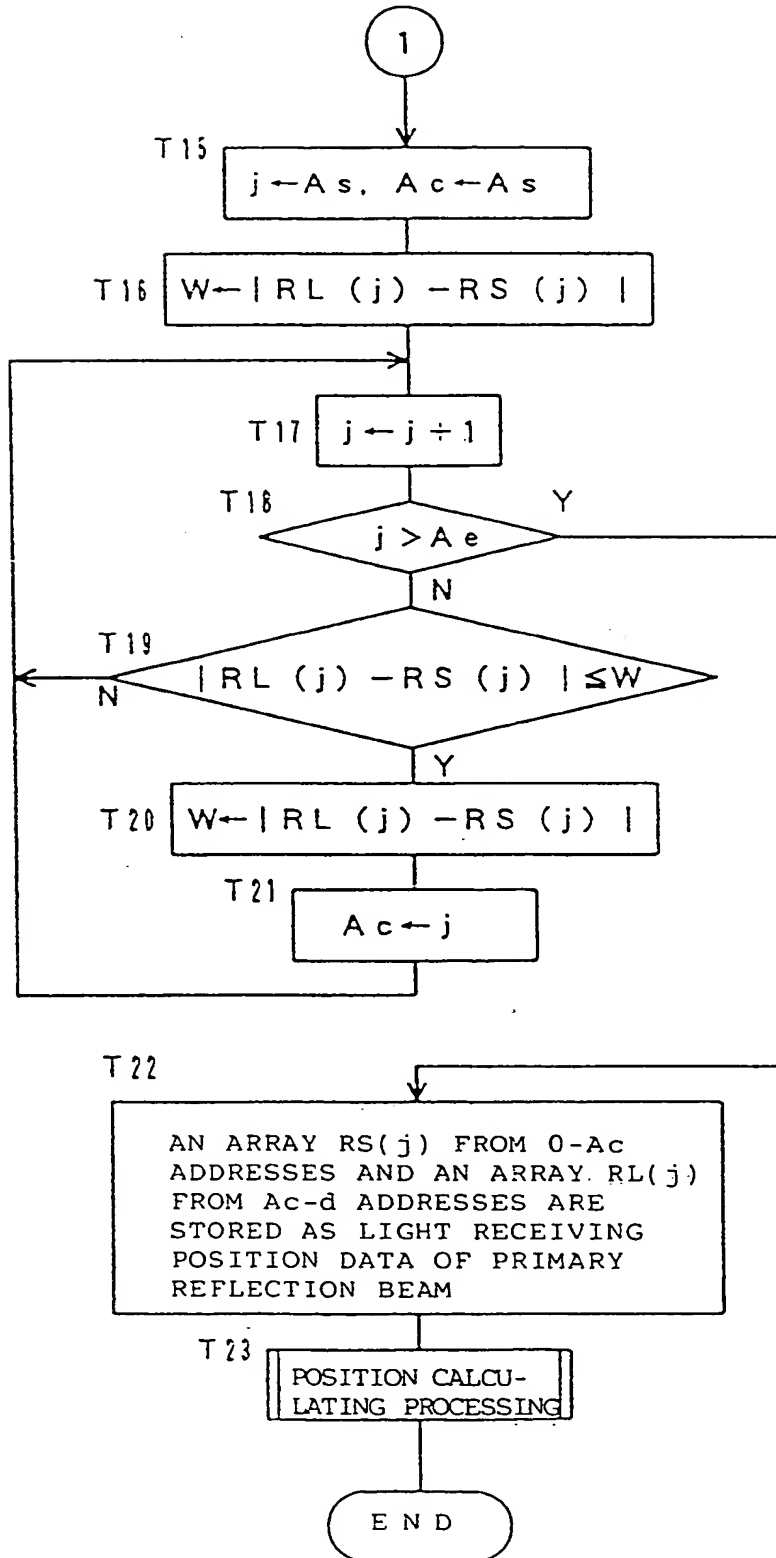 1
T15
j←As, Ac←As
T16
W←| RL (j) −RS (j) |
T17
j←j÷1
T18
Y
j>Ae
N
T19
| RL (j) −RS (j) | ≦W
N
Y
T20
W←| RL (j) −RS (j) |
T21
Ac←j
T22
AN ARRAY RS(j) FROM 0-Ac
ADDRESSES AND AN ARRAY RL(j)
FROM Ac-d ADDRESSES ARE
STORED AS LIGHT RECEIVING
POSITION DATA OF PRIMARY
REFLECTION BEAM
T23
POSITION CALCU-
LATING PROCESSING
END